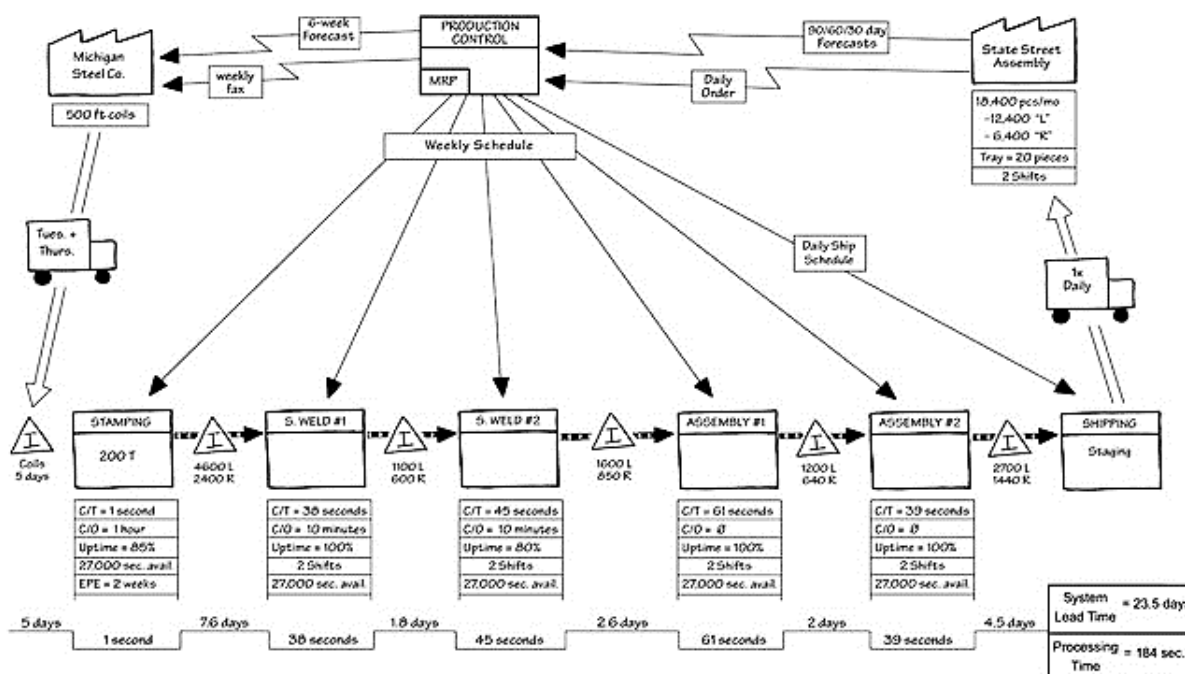 Michigan
Steel Co.
500 ft coils
6-week
Forecast
weekly
fax
PRODUCTION
CONTROL
MRP
90/60/30 day
Forecasts
Daily
Order
State Street
Assembly
18,400 pcs/mo
-12,400 "L"
- 6,400 "R"
Tray = 20 pieces
2 Shifts
Weekly Schedule
Tues. +
Thurs.
Daily Ship
Schedule
1x
Daily
I
Coils
5 days
STAMPING
200 T
C/T = 1 second
C/O = 1 hour
Uptime = 85%
27,000 sec. avail.
EPE = 2 weeks
I
4600 L
2400 R
S. WELD #1
C/T = 38 seconds
C/O = 10 minutes
Uptime = 100%
2 Shifts
27,000 sec. avail.
I
1100 L
600 R
S. WELD #2
C/T = 45 seconds
C/O = 10 minutes
Uptime = 80%
2 Shifts
27,000 sec. avail.
I
1600 L
850 R
ASSEMBLY #1
C/T = 61 seconds
C/O = Ø
Uptime = 100%
2 Shifts
27,000 sec. avail.
I
1200 L
640 R
ASSEMBLY #2
C/T = 39 seconds
C/O = Ø
Uptime = 100%
2 Shifts
27,000 sec. avail.
I
2700 L
1440 R
SHIPPING
Staging
5 days
1 second
7.6 days
38 seconds
1.8 days
45 seconds
2.6 days
61 seconds
2 days
39 seconds
4.5 days
System
Lead Time = 23.5 day
Processing
Time = 184 sec.